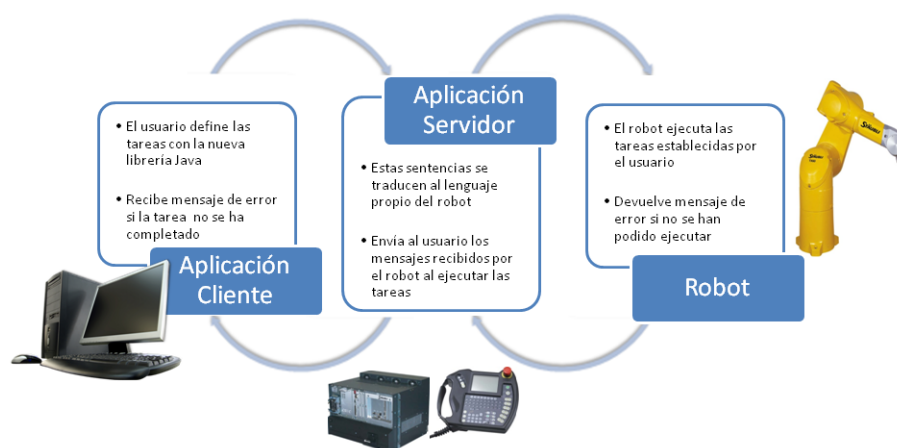 • El usuario define las
tareas con la nueva
librería Java
• Recibe mensaje de error
si la tarea no se ha
completado
Aplicación
Cliente
Aplicación
Servidor
• Estas sentencias se
traducen al lenguaje
propio del robot
• Envía al usuario los
mensajes recibidos por
el robot al ejecutar las
tareas
• El robot ejecuta las
tareas establecidas por
el usuario
• Devuelve mensaje de
error si no se han
podido ejecutar
Robot
Stäubli